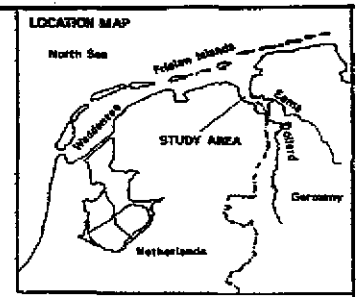 LOCATION MAP
North Sea
Frisian Islands
Waddenzee
Ems
Dollard
STUDY AREA
Germany
Netherlands